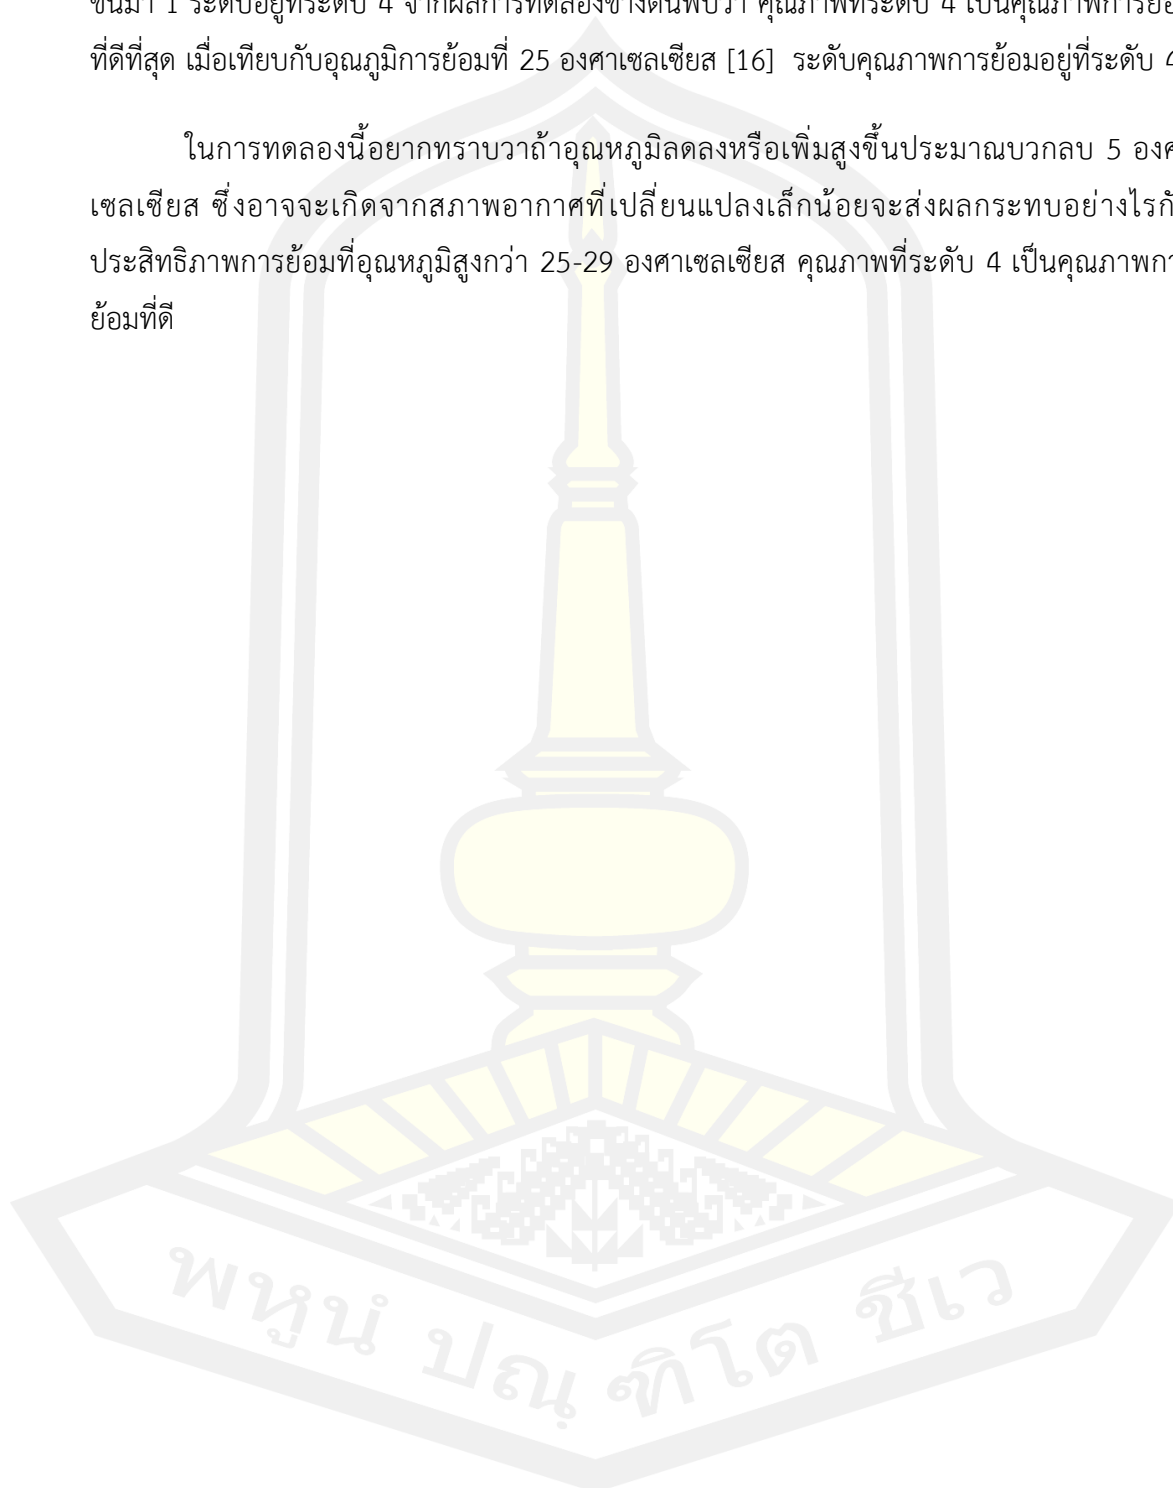 ขึ้นมา 1 ระดับอยู่ที่ระดับ 4 จากผลการทดลองข้างต้นพบว่า คุณภาพที่ระดับ 4 เป็นคุณภาพการย้อ
ที่ดีที่สุด เมื่อเทียบกับอุณภูมิการย้อมที่ 25 องศาเซลเซียส [16] ระดับคุณภาพการย้อมอยู่ที่ระดับ 4
ในการทดลองนี้อยากทราบวาถ้าอุณหภูมิลดลงหรือเพิ่มสูงขึ้นประมาณบวกลบ 5 องศ
เซลเซียส ซึ่งอาจจะเกิดจากสภาพอากาศที่เปลี่ยนแปลงเล็กน้อยจะส่งผลกระทบอย่างไรกั
ประสิทธิภาพการย้อมที่อุณหภูมิสูงกว่า 25-29 องศาเซลเซียส คุณภาพที่ระดับ 4 เป็นคุณภาพกา
ย้อมที่ดี
พหูนํ ปณฺฑิโต ชีเว